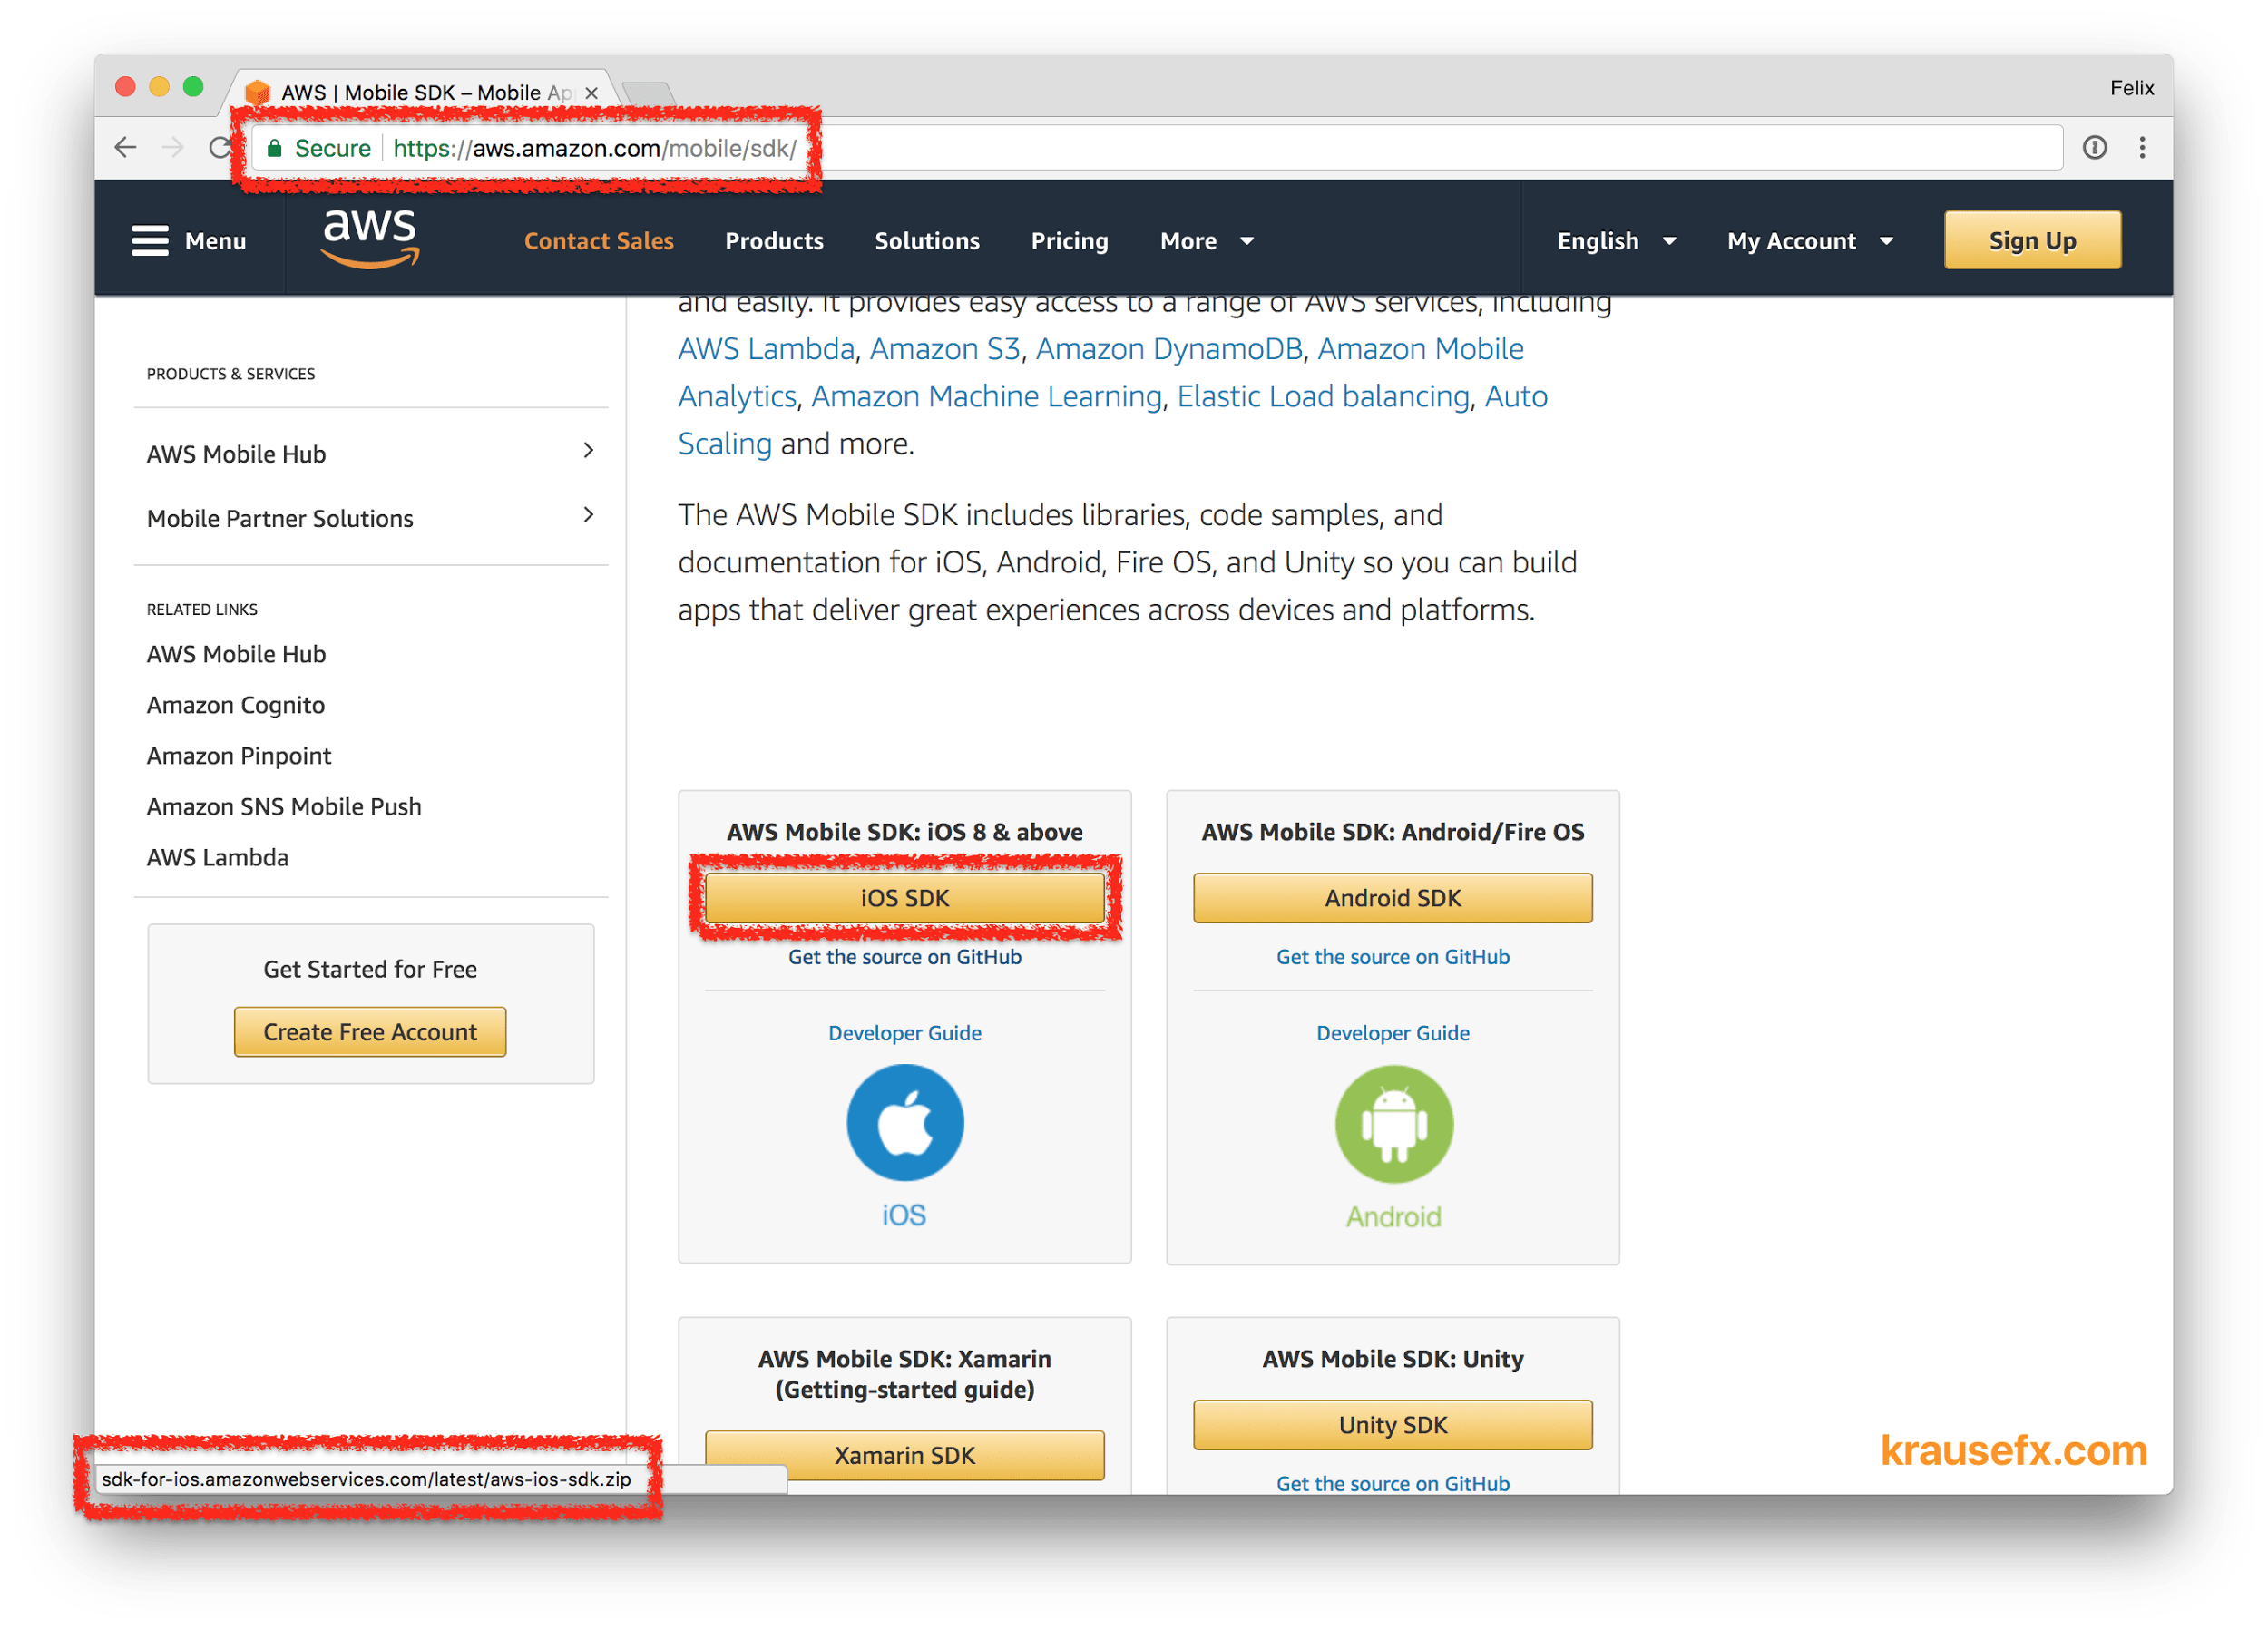 AWS | Mobile SDK – Mobile Ap
Felix
Secure https://aws.amazon.com/mobile/sdk/
Menu
aws
Contact Sales Products Solutions Pricing More
English My Account Sign Up
PRODUCTS & SERVICES
AWS Mobile Hub
Mobile Partner Solutions
RELATED LINKS
AWS Mobile Hub
Amazon Cognito
Amazon Pinpoint
Amazon SNS Mobile Push
AWS Lambda
Get Started for Free
Create Free Account
and easily. It provides easy access to a range of AWS services, including
AWS Lambda, Amazon S3, Amazon DynamoDB, Amazon Mobile
Analytics, Amazon Machine Learning, Elastic Load balancing, Auto
Scaling and more.
The AWS Mobile SDK includes libraries, code samples, and
documentation for iOS, Android, Fire OS, and Unity so you can build
apps that deliver great experiences across devices and platforms.
AWS Mobile SDK: iOS 8 & above
iOS SDK
Get the source on GitHub
Developer Guide
iOS
AWS Mobile SDK: Android/Fire OS
Android SDK
Get the source on GitHub
Developer Guide
Android
AWS Mobile SDK: Xamarin
(Getting-started guide)
Xamarin SDK
AWS Mobile SDK: Unity
Unity SDK
Get the source on GitHub
sdk-for-ios.amazonwebservices.com/latest/aws-ios-sdk.zip
krausefx.com